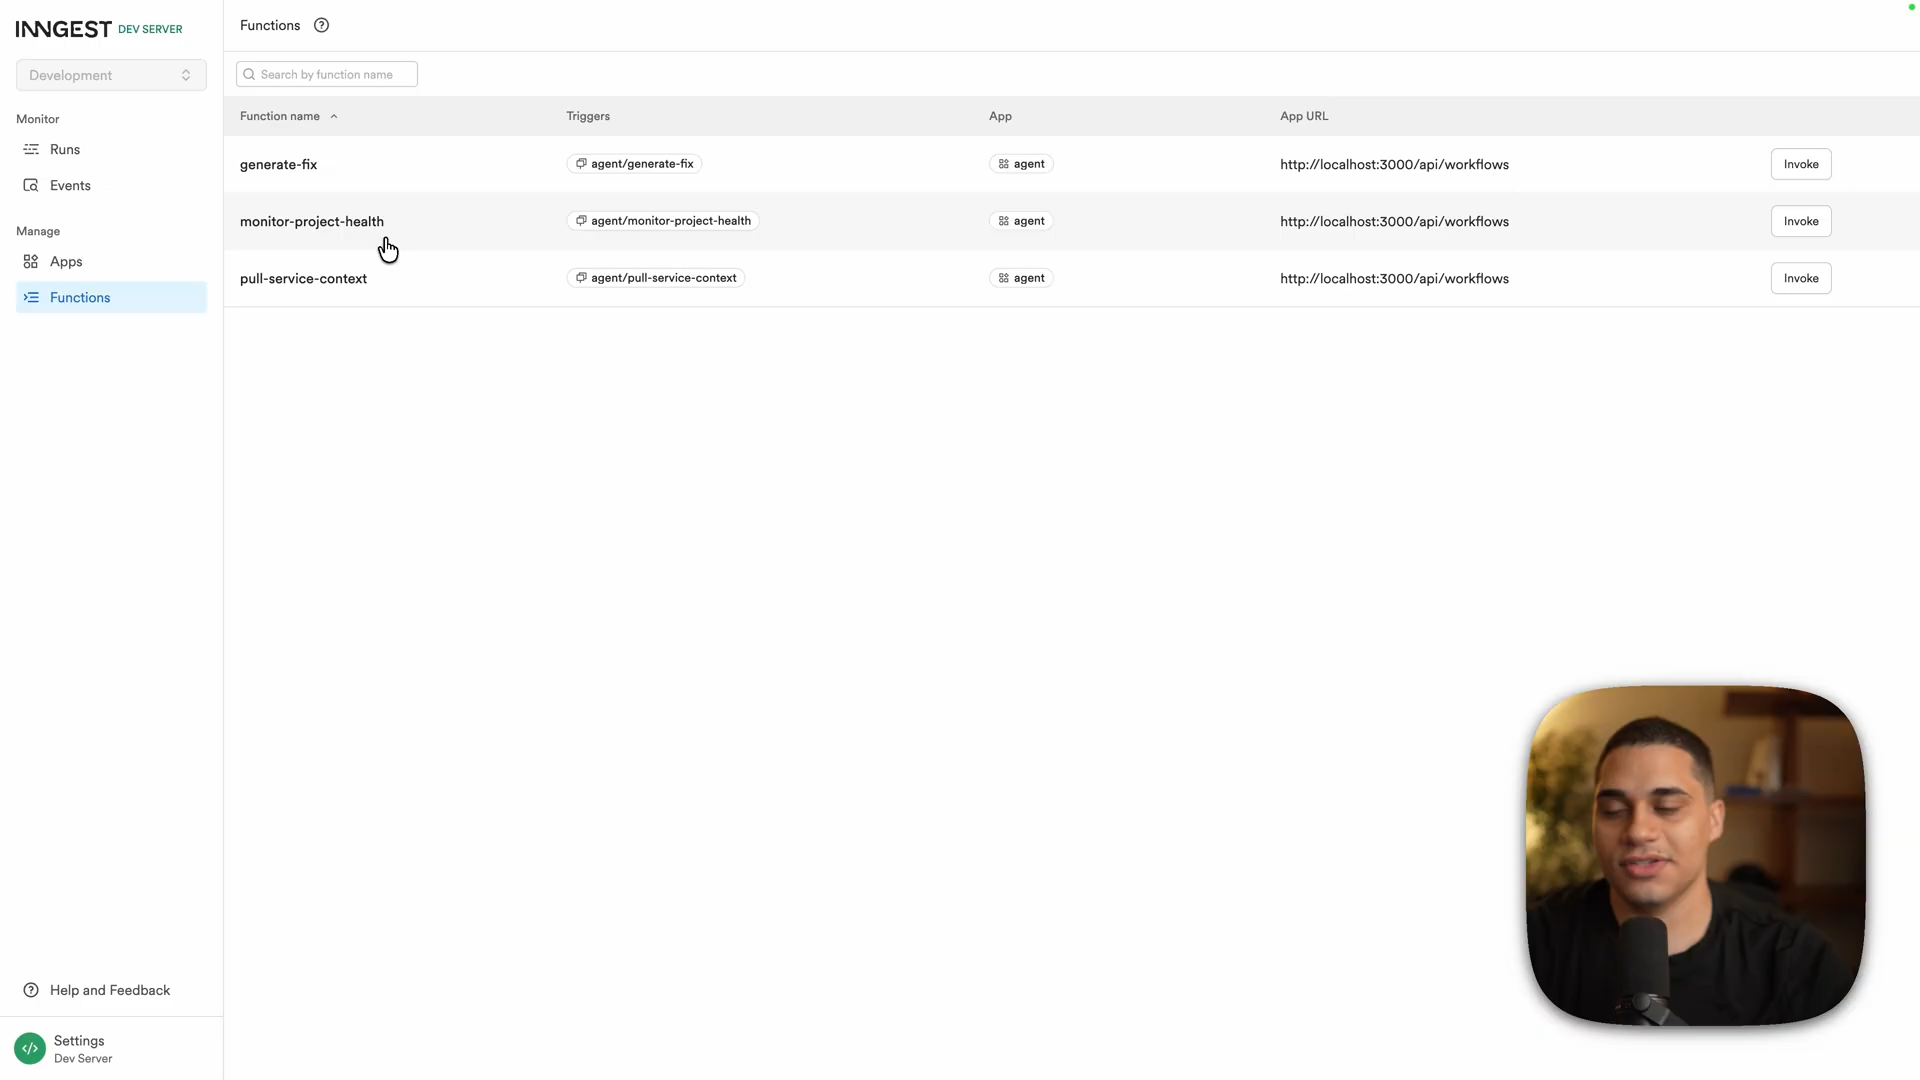 INNGEST DEV SERVER
Development
Monitor
Runs
Events
Manage
Apps
Functions
Help and Feedback
Settings
Dev Server
Functions
Search by function name
Function name Triggers App App URL
generate-fix agent/generate-fix agent http://localhost:3000/api/workflows Invoke
monitor-project-health agent/monitor-project-health agent http://localhost:3000/api/workflows Invoke
pull-service-context agent/pull-service-context agent http://localhost:3000/api/workflows Invoke